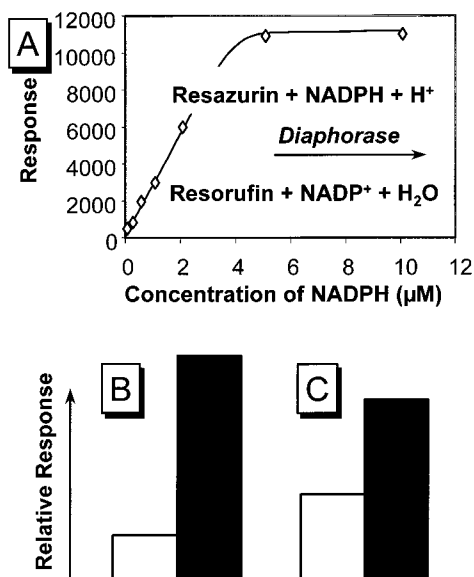 A
12000
10000
8000
6000
4000
2000
0
Response
Resazurin + NADPH + H⁺
Diaphorase
Resorufin + NADP⁺ + H₂O
0 2 4 6 8 10 12
Concentration of NADPH (µM)
B
C
Relative Response